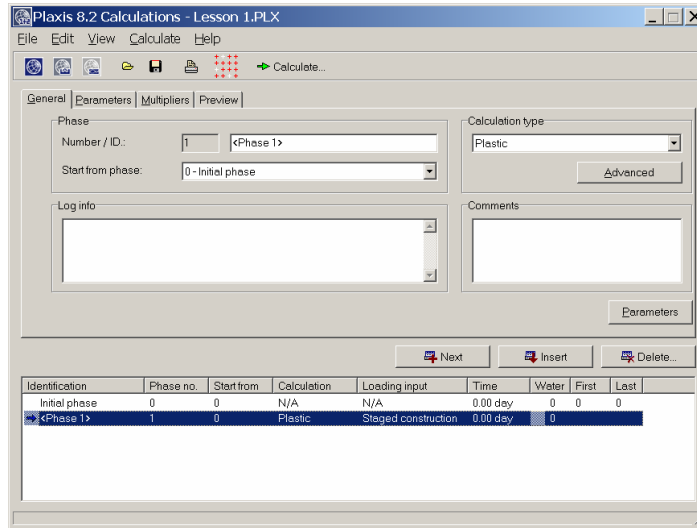 Plaxis 8.2 Calculations - Lesson 1.PLX
File Edit View Calculate Help
Calculate...
General Parameters Multipliers Preview
Phase
Number / ID.: 1 <Phase 1>
Start from phase: 0 - Initial phase
Calculation type
Plastic
Advanced
Log info
Comments
Parameters
Next Insert Delete...
Identification Phase no. Start from Calculation Loading input Time Water First Last
Initial phase 0 0 N/A N/A 0.00 day 0 0 0
<Phase 1> 1 0 Plastic Staged construction 0.00 day 0